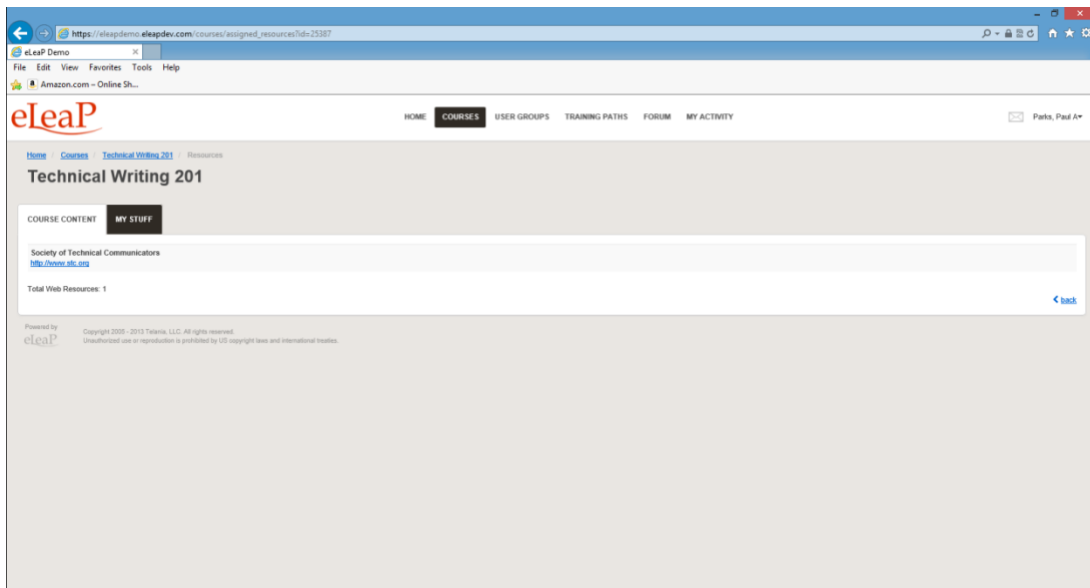 https://eleapdemo.eleapdev.com/courses/assigned_resources?id=25387
eLeaP Demo
File Edit View Favorites Tools Help
Amazon.com – Online Sh...
eLeaP
HOME COURSES USER GROUPS TRAINING PATHS FORUM MY ACTIVITY
Parks, Paul A
Home / Courses / Technical Writing 201 / Resources
Technical Writing 201
COURSE CONTENT MY STUFF
Society of Technical Communicators
http://www.stc.org
Total Web Resources: 1
back
Powered by
eLeaP
Copyright 2005 - 2013 Telania, LLC. All rights reserved.
Unauthorized use or reproduction is prohibited by US copyright laws and international treaties.